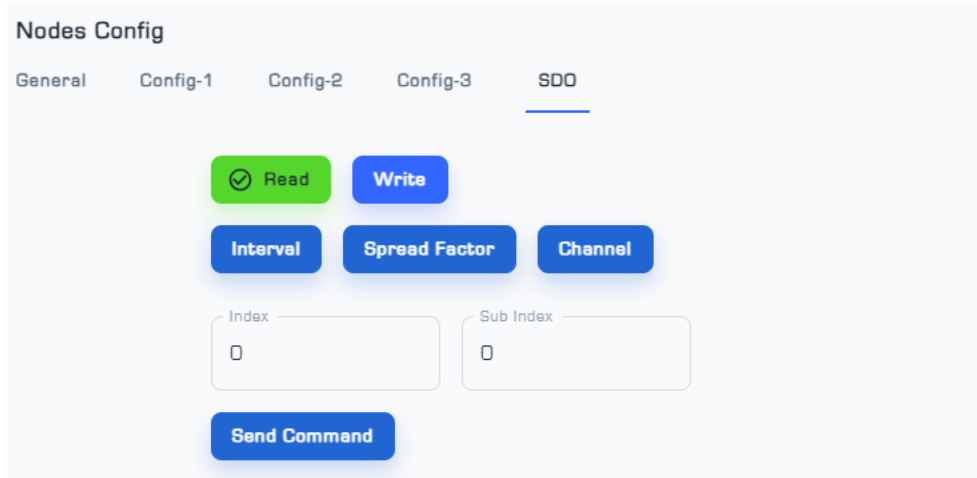 Nodes Config
General Config-1 Config-2 Config-3 SDO
Read Write
Interval Spread Factor Channel
Index Sub Index
0 0
Send Command